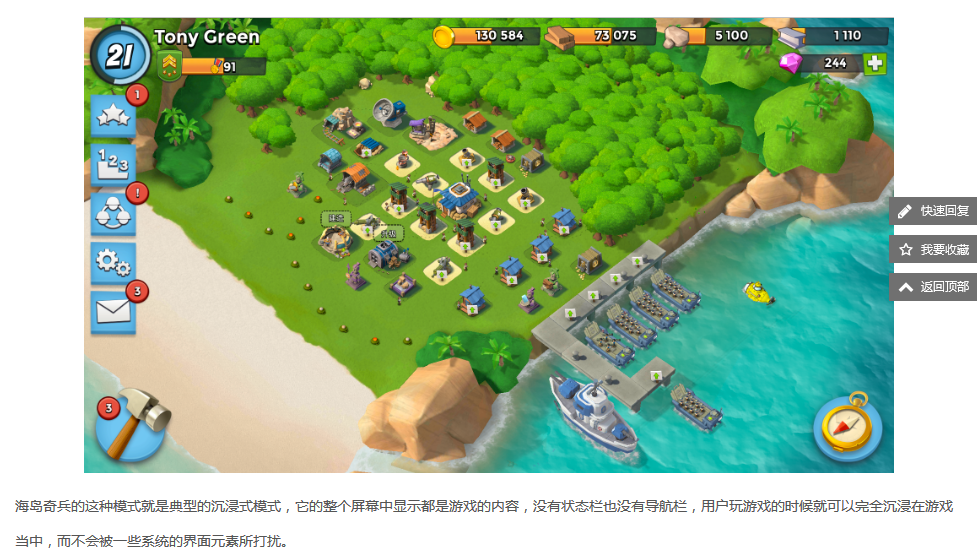 21
Tony Green
130 584
73 075
5 100
1 110
91
244
1
1 2 3
!
3
3
快速回复
我要收藏
返回顶部
海岛奇兵的这种模式就是典型的沉浸式模式，它的整个屏幕中显示都是游戏的内容，没有状态栏也没有导航栏，用户玩游戏的时候就可以完全沉浸在游戏
当中，而不会被一些系统的界面元素所打扰。